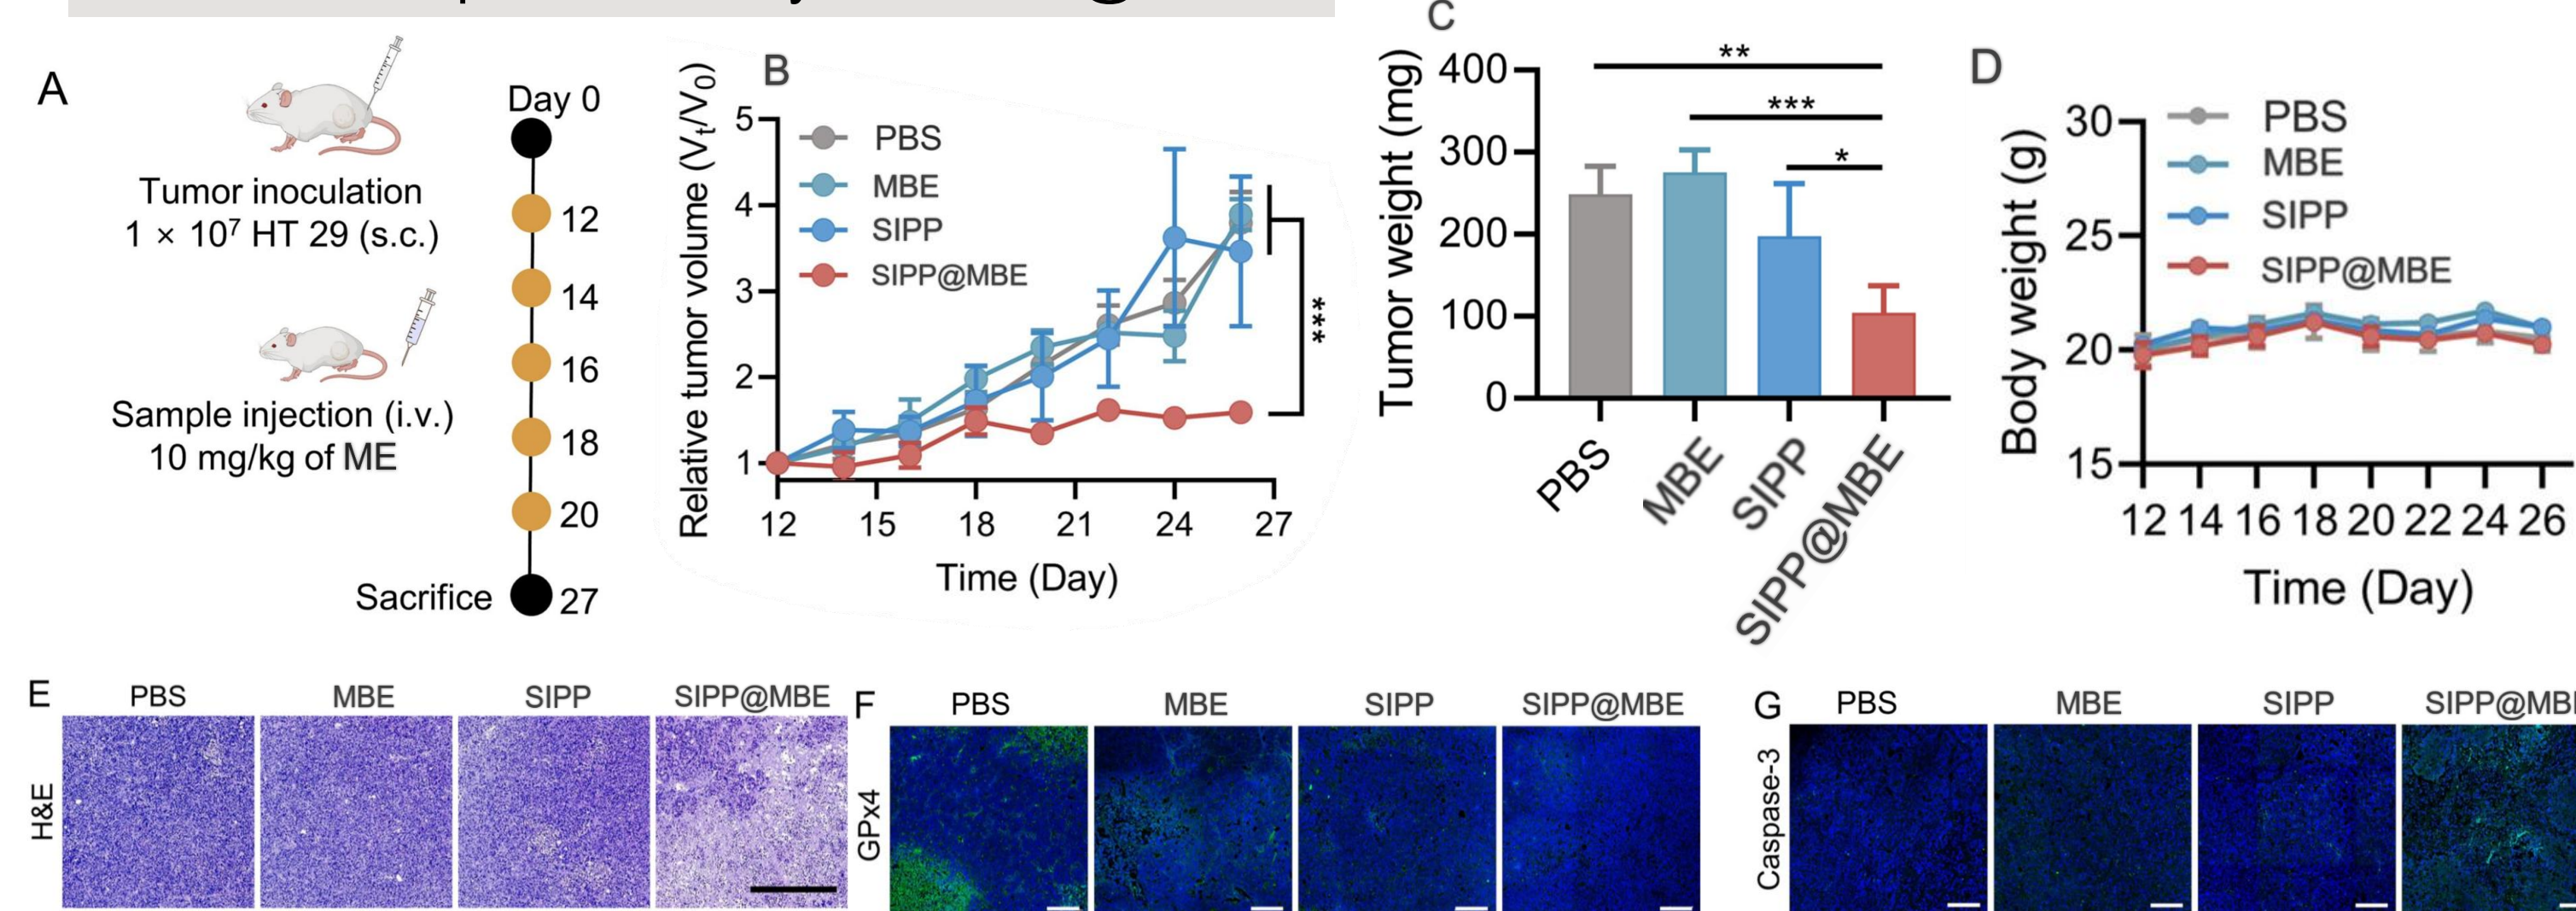 A
Day 0
Tumor inoculation
1 × 10⁷ HT 29 (s.c.)
12
14
16
Sample injection (i.v.)
10 mg/kg of ME
18
20
Sacrifice
27
B
Relative tumor volume (Vt/V0)
5
4
3
2
1
PBS
MBE
SIPP
SIPP@MBE
***
12
15
18
21
24
27
Time (Day)
C
Tumor weight (mg)
400
300
200
100
0
**
***
*
PBS
MBE
SIPP
SIPP@MBE
D
Body weight (g)
30
25
20
15
PBS
MBE
SIPP
SIPP@MBE
12 14 16 18 20 22 24 26
Time (Day)
E
PBS
MBE
SIPP
SIPP@MBE
H&E
F
PBS
MBE
SIPP
SIPP@MBE
GPx4
G
PBS
MBE
SIPP
SIPP@MB
Caspase-3